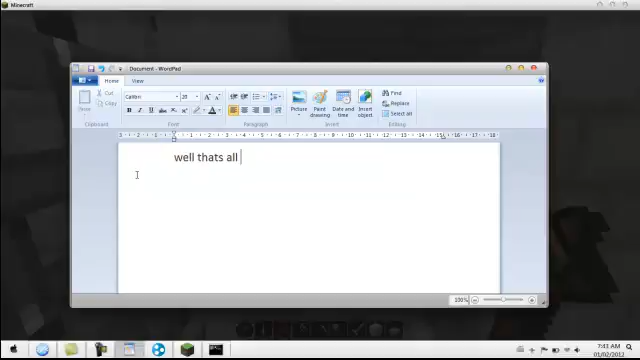 Minecraft
Document - WordPad
Home
View
Cut
Copy
Paste
Clipboard
Calibri
20
Font
Paragraph
Picture
Paint drawing
Date and time
Insert object
Insert
Find
Replace
Select all
Editing
well thats all
100%
7:43 AM
01/02/2012